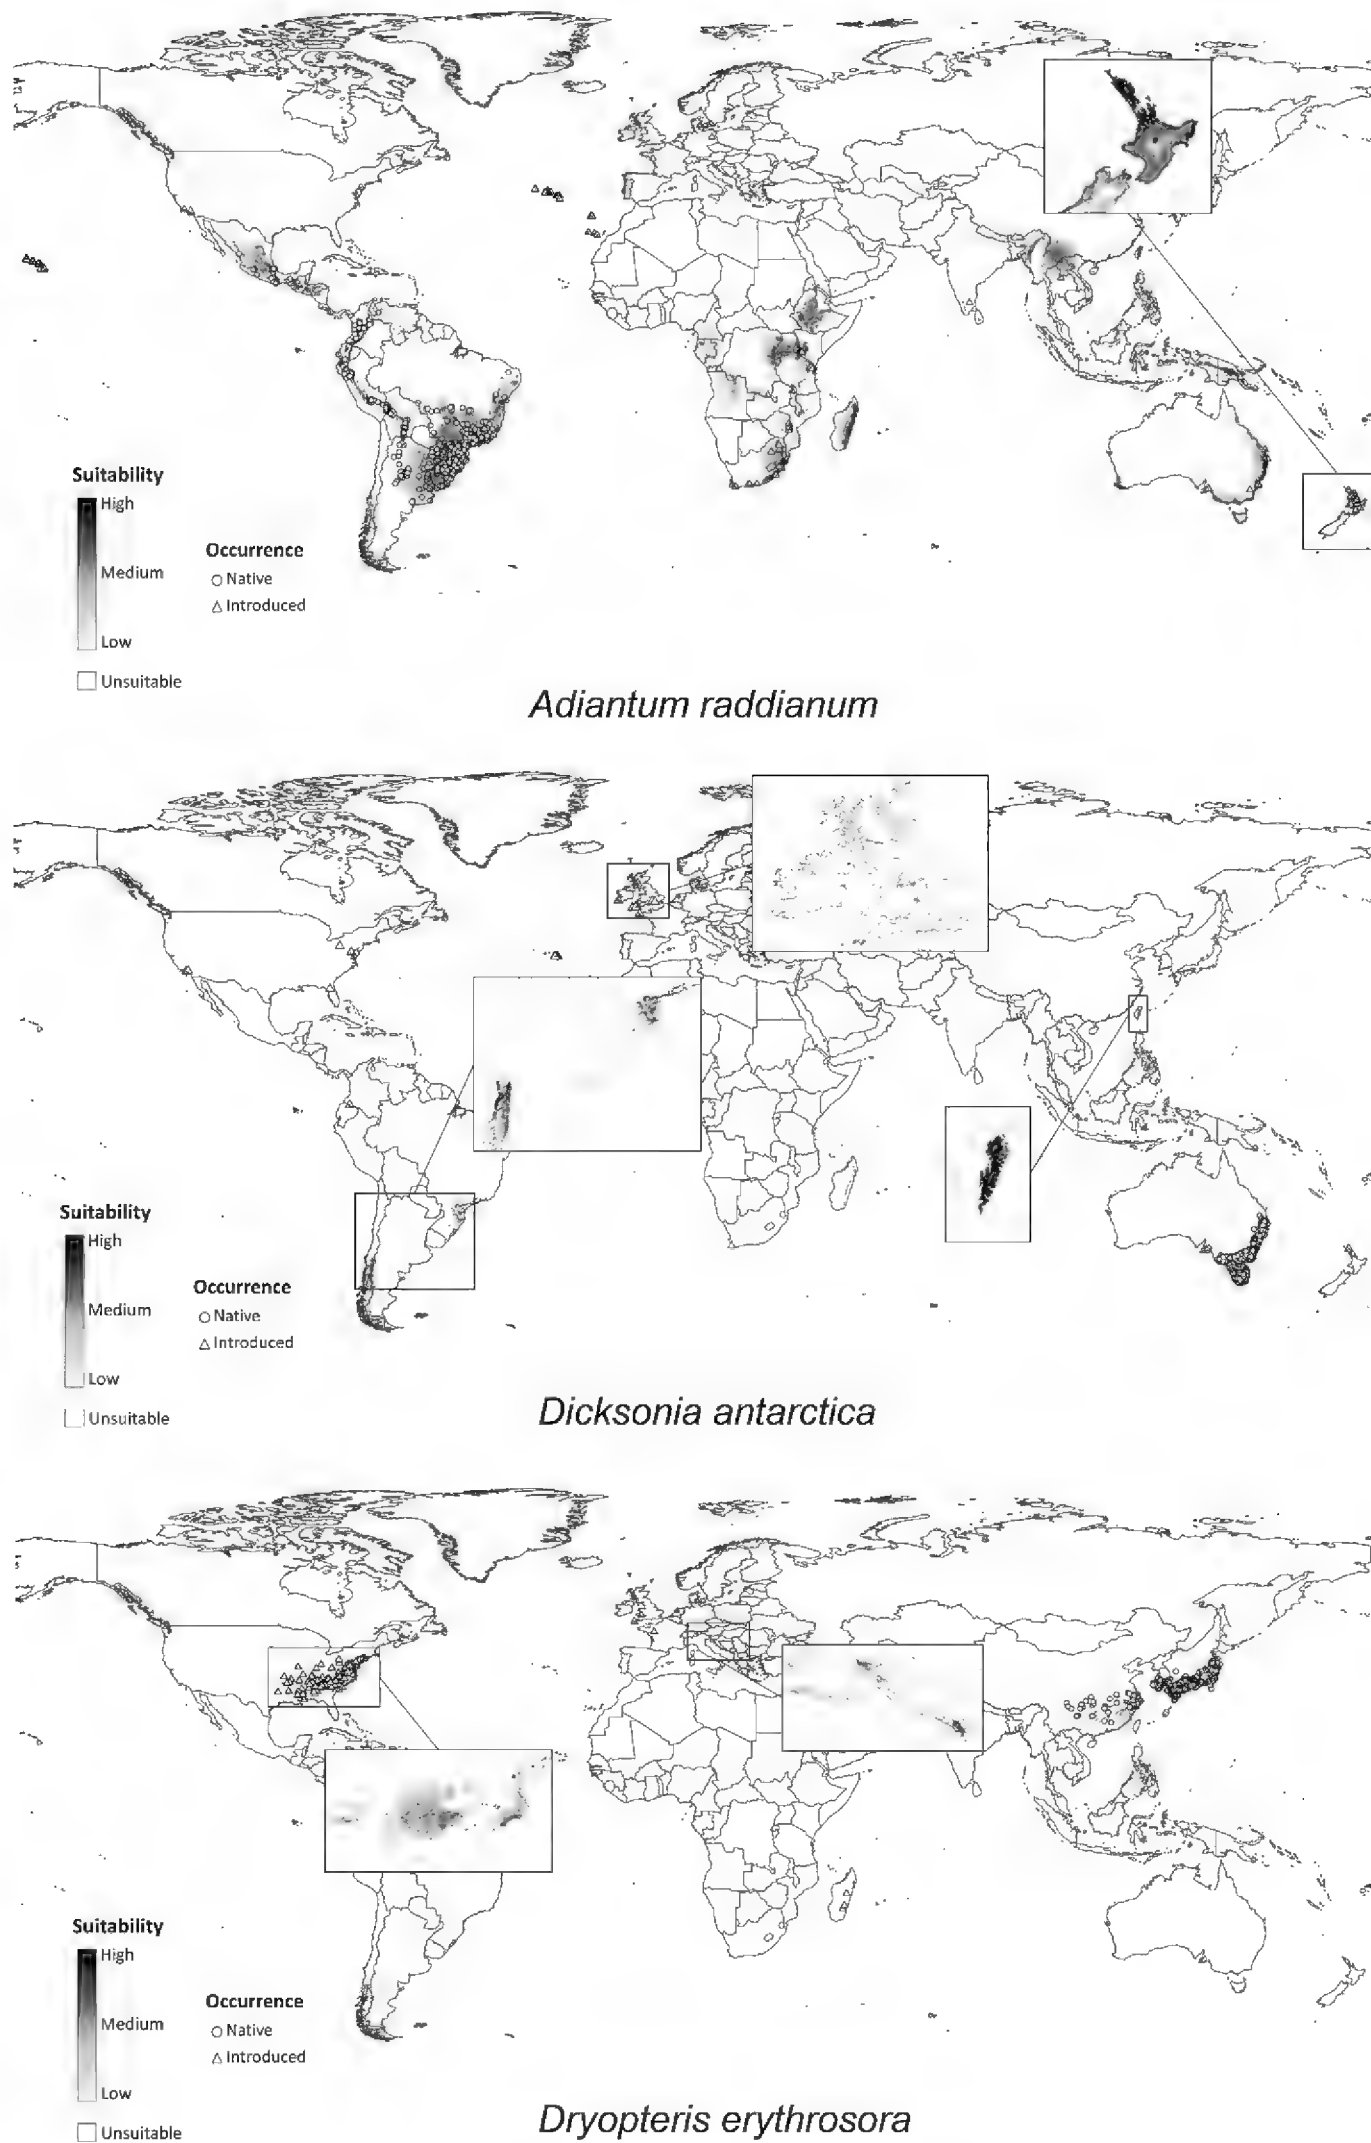 Suitability
High
Medium
Low
Unsuitable
Occurrence
Native
Introduced
Adiantum raddianum
Suitability
High
Medium
Low
Unsuitable
Occurrence
Native
Introduced
Dicksonia antarctica
Suitability
High
Medium
Low
Unsuitable
Occurrence
Native
Introduced
Dryopteris erythrosora